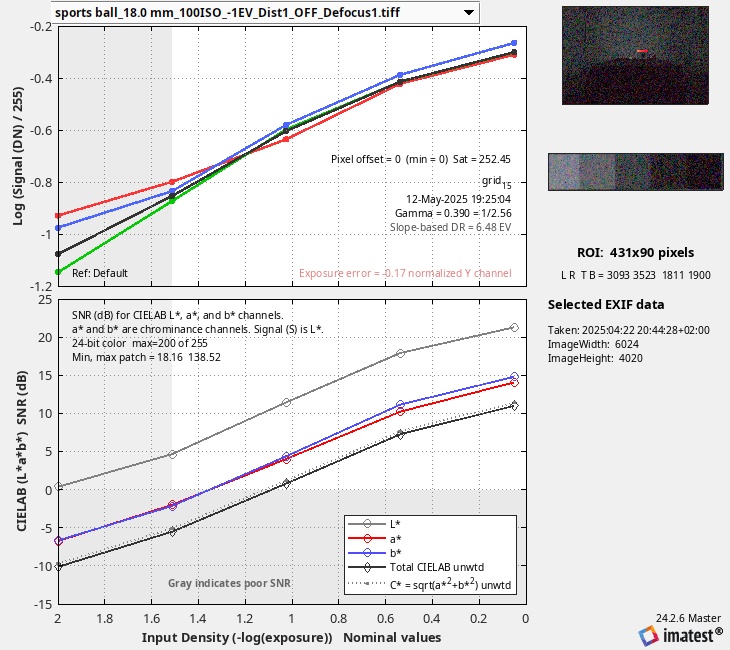 sports ball_18.0 mm_100ISO_-1EV_Dist1_OFF_Defocus1.tiff
Log (Signal (DN) / 255)
-0.2
-0.4
-0.6
-0.8
-1
-1.2
Pixel offset = 0 (min = 0) Sat = 252.45
grid_15
12-May-2025 19:25:04
Gamma = 0.390 = 1/2.56
Slope-based DR = 6.48 EV
Ref: Default
Exposure error = -0.17 normalized Y channel
ROI: 431x90 pixels
L R T B = 3093 3523 1811 1900
Selected EXIF data
Taken: 2025:04:22 20:44:28+02:00
ImageWidth: 6024
ImageHeight: 4020
CIELAB (L*a*b*) SNR (dB)
25
20
15
10
5
0
-5
-10
-15
SNR (dB) for CIELAB L*, a*, and b* channels.
a* and b* are chrominance channels. Signal (S) is L*.
24-bit color max=200 of 255
Min, max patch = 18.16 138.52
L*
a*
b*
Total CIELAB unwtd
C* = sqrt(a*²+b*²) unwtd
Gray indicates poor SNR
2 1.8 1.6 1.4 1.2 1 0.8 0.6 0.4 0.2 0
Input Density (-log(exposure)) Nominal values
24.2.6 Master
imatest®